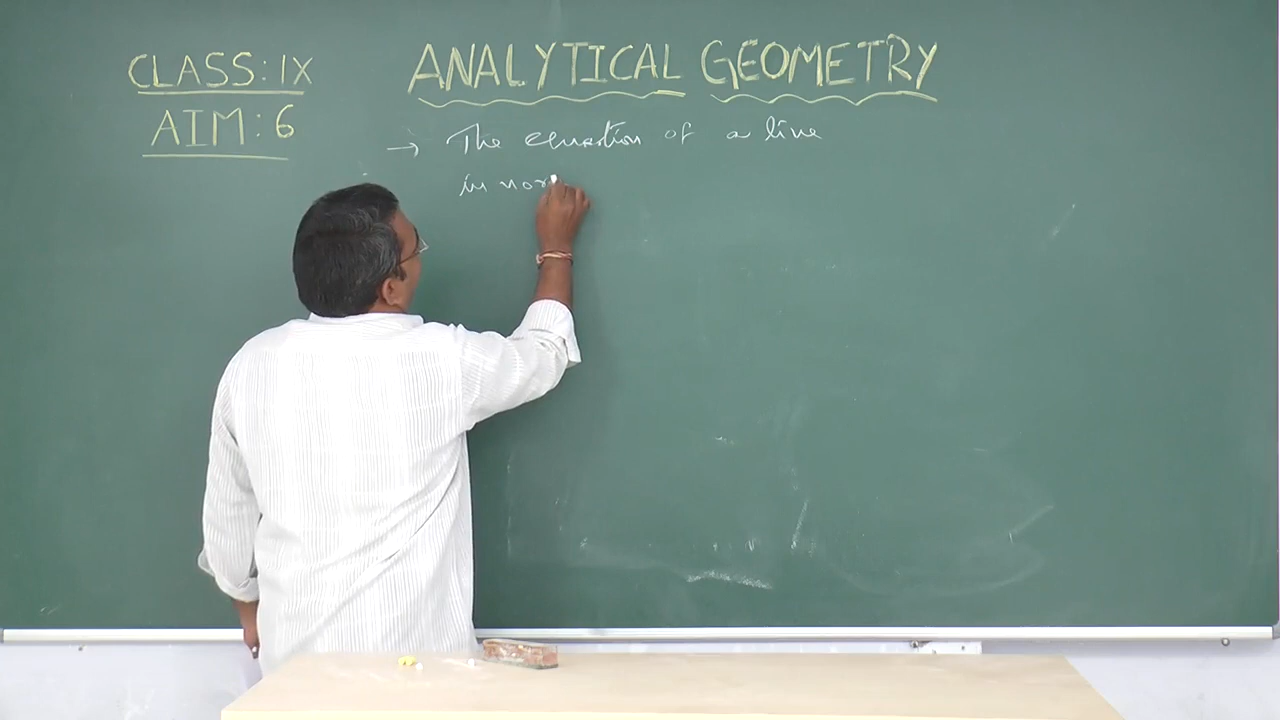 CLASS: IX
AIM: 6
ANALYTICAL GEOMETRY
→ The equation of a line
in nor